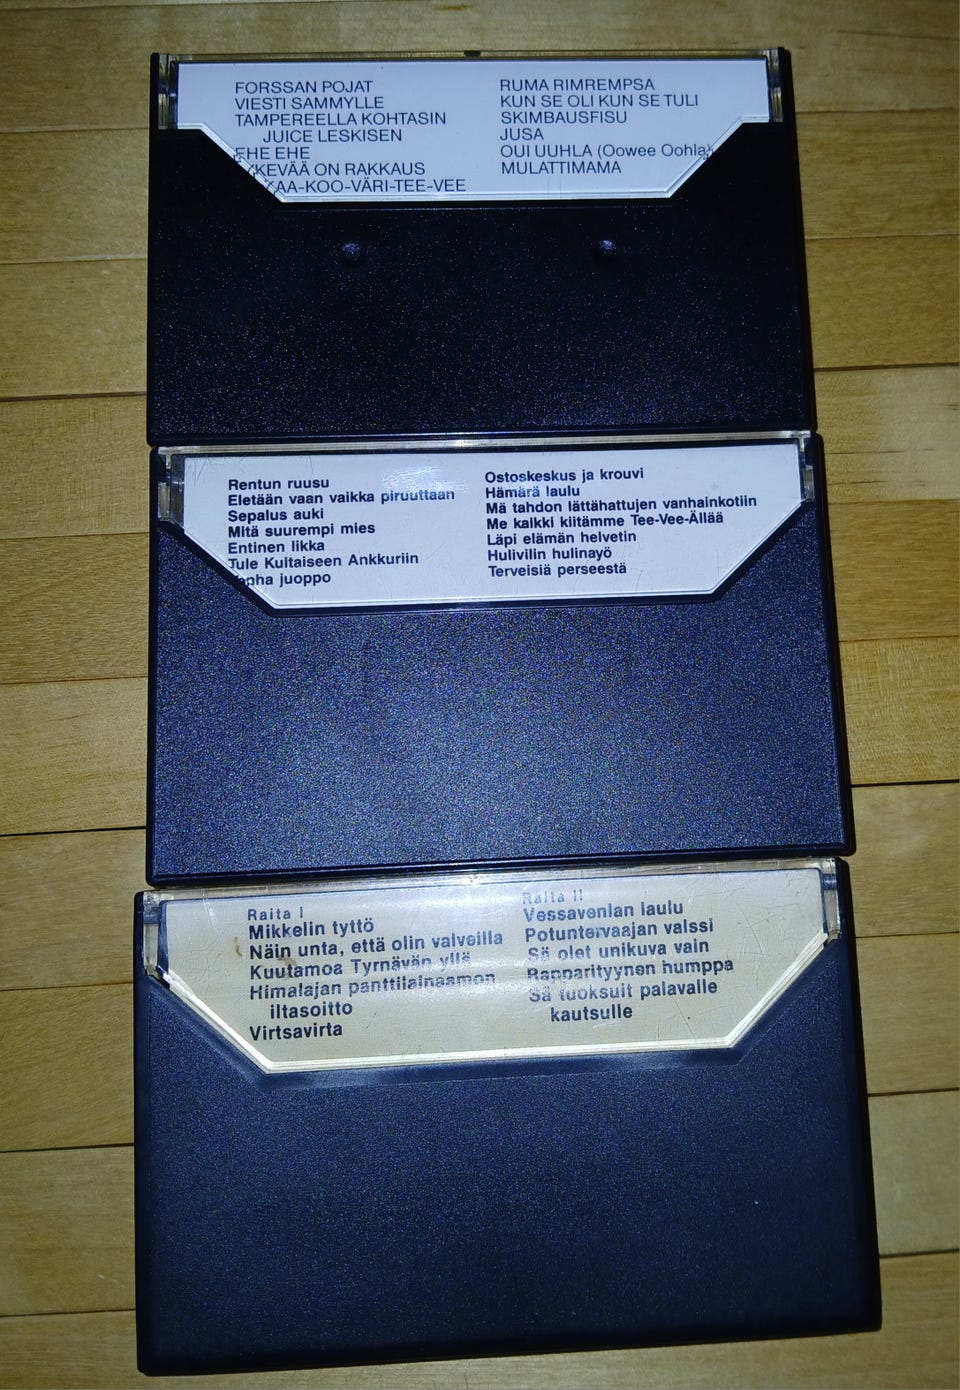 FORSSAN POJAT
VIESTI SAMMYLLE
TAMPEREELLA KOHTASIN
JUICE LESKISEN
EHE EHE
ON RAKKAUS
RUMA RIMREMPSA
KUN SE OLI KUN SE TULI
SKIMBAUSFISU
JUSA
OUI UUHLA (Oowee Oohla)
MULATTIMAMA
Rentun ruusu
Eletään vaan vaikka piruuttaan
Sepalus auki
Mitä suurempi mies
Entinen likka
Tule Kultaiseen Ankkuriin
juoppo
Ostoskeskus ja krouvi
Hämärä laulu
Mä tahdon lättähattujen vanhainkotiin
Me kaikki kiitämme Tee-Vee-Ällää
Läpi elämän helvetin
Hulivilin hulinayö
Terveisiä perseestä
Raita I
Mikkelin tyttö
Näin unta, että olin valveilla
Kuutamoa Tyrnävän yllä
Himalajan panttilainaamon
iltasoitto
Virtsavirta
Raita II
Vessavenlan laulu
Potuntervaajan valssi
Sä olet unikuva vain
Rapparityynen humppa
Sä tuoksuit palavalle
kautsulle